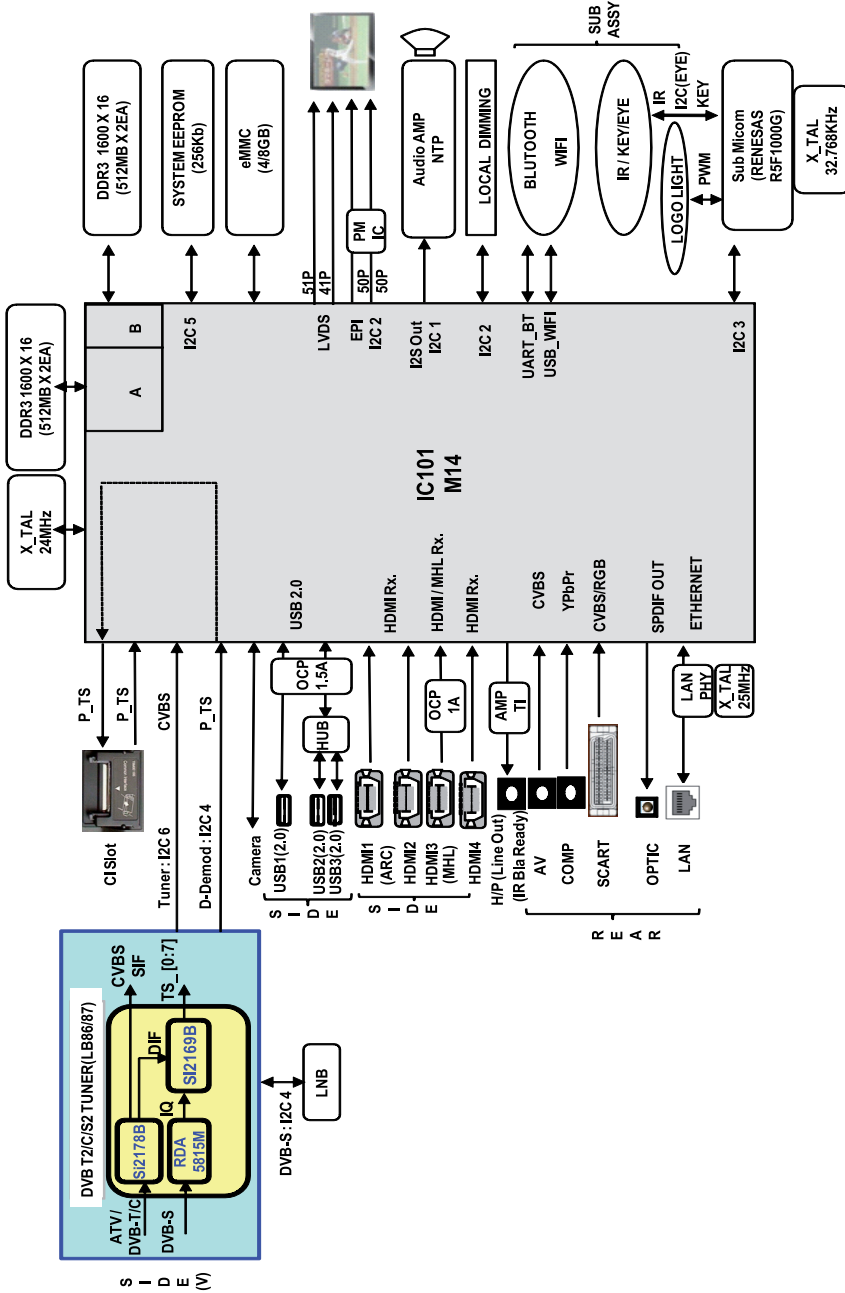 DVB T2/C/S2 TUNER(LB86/87)
S
I
D
E
(V)
ATV /
DVB-T/C
DVB-S
Si2178B
RDA
5815M
IQ
DIF
SI2169B
CVBS
SIF
TS_ [0:7]
DVB-S : I2C 4
LNB
CI Slot
Tuner : I2C 6
D-Demod : I2C 4
P_TS
P_TS
CVBS
P_TS
Camera
S
I
D
E
USB1(2.0)
USB2(2.0)
USB3(2.0)
HUB
OCP
1.5A
USB 2.0
S
I
D
E
HDMI1
(ARC)
HDMI2
HDMI3
(MHL)
HDMI4
OCP
1A
HDMI Rx.
HDMI / MHL Rx.
HDMI Rx.
H/P (Line Out)
(IR Bla Ready)
AMP
TI
R
E
A
R
AV
COMP
SCART
OPTIC
LAN
CVBS
YPbPr
CVBS/RGB
SPDIF OUT
ETHERNET
LAN
PHY
X_TAL
25MHz
IC101
M14
X_TAL
24MHz
DDR3 1600 X 16
(512MB X 2EA)
A
B
DDR3 1600 X 16
(512MB X 2EA)
I2C 5
SYSTEM EEPROM
(256Kb)
eMMC
(4/8GB)
LVDS
51P
41P
EPI
I2C 2
50P
50P
PM
IC
I2S Out
I2C 1
Audio AMP
NTP
I2C 2
LOCAL DIMMING
UART_BT
USB_WIFI
BLUTOOTH
WIFI
SUB
ASSY
IR / KEY/EYE
IR
I2C(EYE)
KEY
LOGO LIGHT
PWM
I2C 3
Sub Micom
(RENESAS
R5F1000G)
X_TAL
32.768KHz